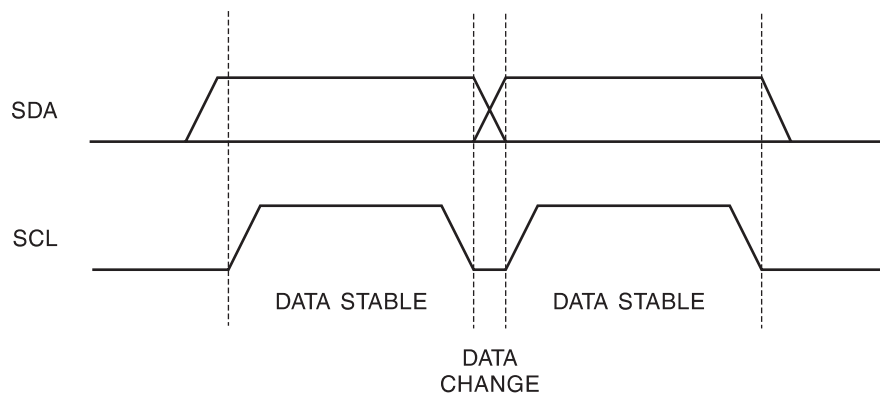 SDA
SCL
DATA STABLE
DATA STABLE
DATA
CHANGE